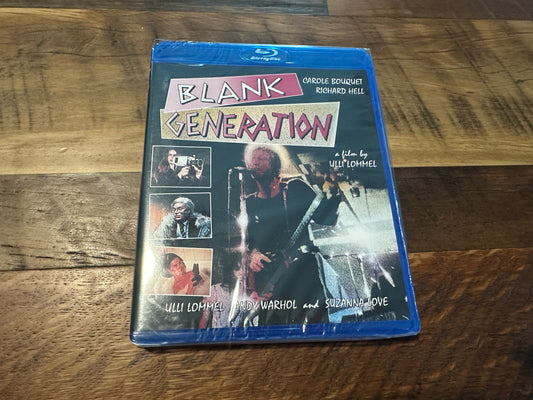 Blu-ray Disc
BLANK
GENERATION
CAROLE BOUQUET
RICHARD HELL
a film by
ULLI LOMMEL
ULLI LOMMEL ANDY WARHOL and SUZANNA LOVE